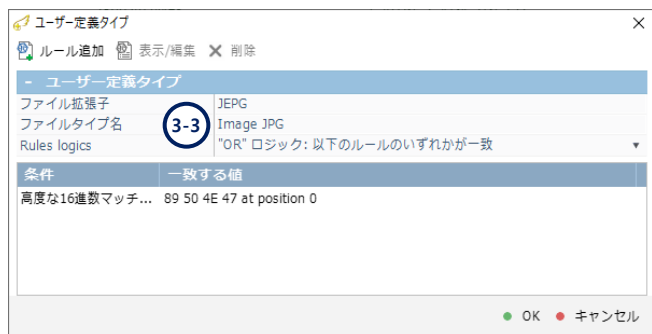 ユーザー定義タイプ
ルール追加 表示/編集 削除
- ユーザー定義タイプ
ファイル拡張子 JEPG
ファイルタイプ名 Image JPG
3-3
Rules logics "OR" ロジック: 以下のルールのいずれかが一致
条件 一致する値
高度な16進数マッチ... 89 50 4E 47 at position 0
OK キャンセル